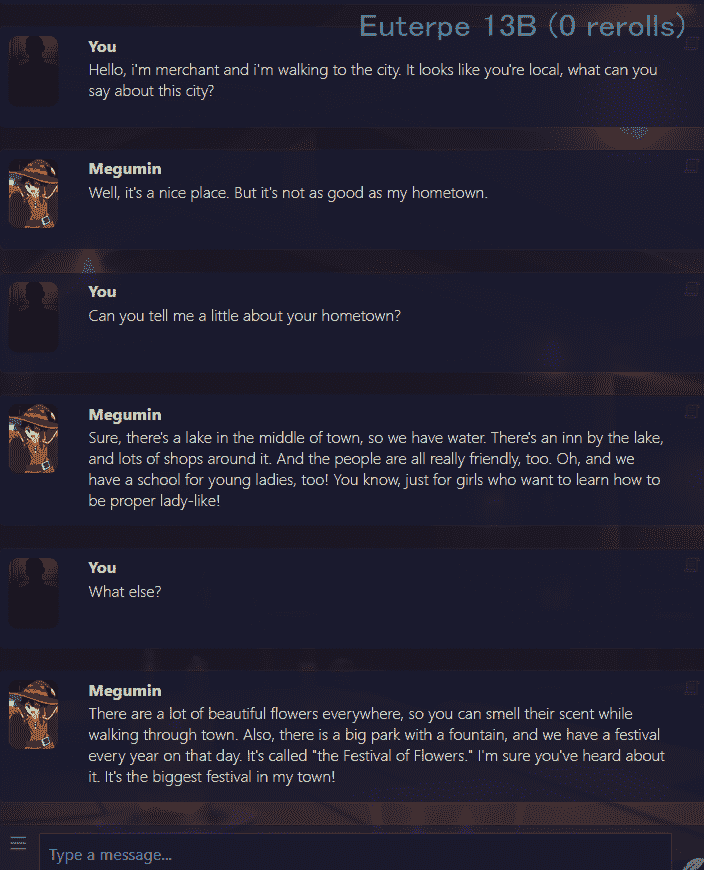 Euterpe 13B (0 rerolls)
You
Hello, i'm merchant and i'm walking to the city. It looks like you're local, what can you
say about this city?
Megumin
Well, it's a nice place. But it's not as good as my hometown.
You
Can you tell me a little about your hometown?
Megumin
Sure, there's a lake in the middle of town, so we have water. There's an inn by the lake,
and lots of shops around it. And the people are all really friendly, too. Oh, and we
have a school for young ladies, too! You know, just for girls who want to learn how to
be proper lady-like!
You
What else?
Megumin
There are a lot of beautiful flowers everywhere, so you can smell their scent while
walking through town. Also, there is a big park with a fountain, and we have a festival
every year on that day. It's called "the Festival of Flowers." I'm sure you've heard about
it. It's the biggest festival in my town!
Type a message...